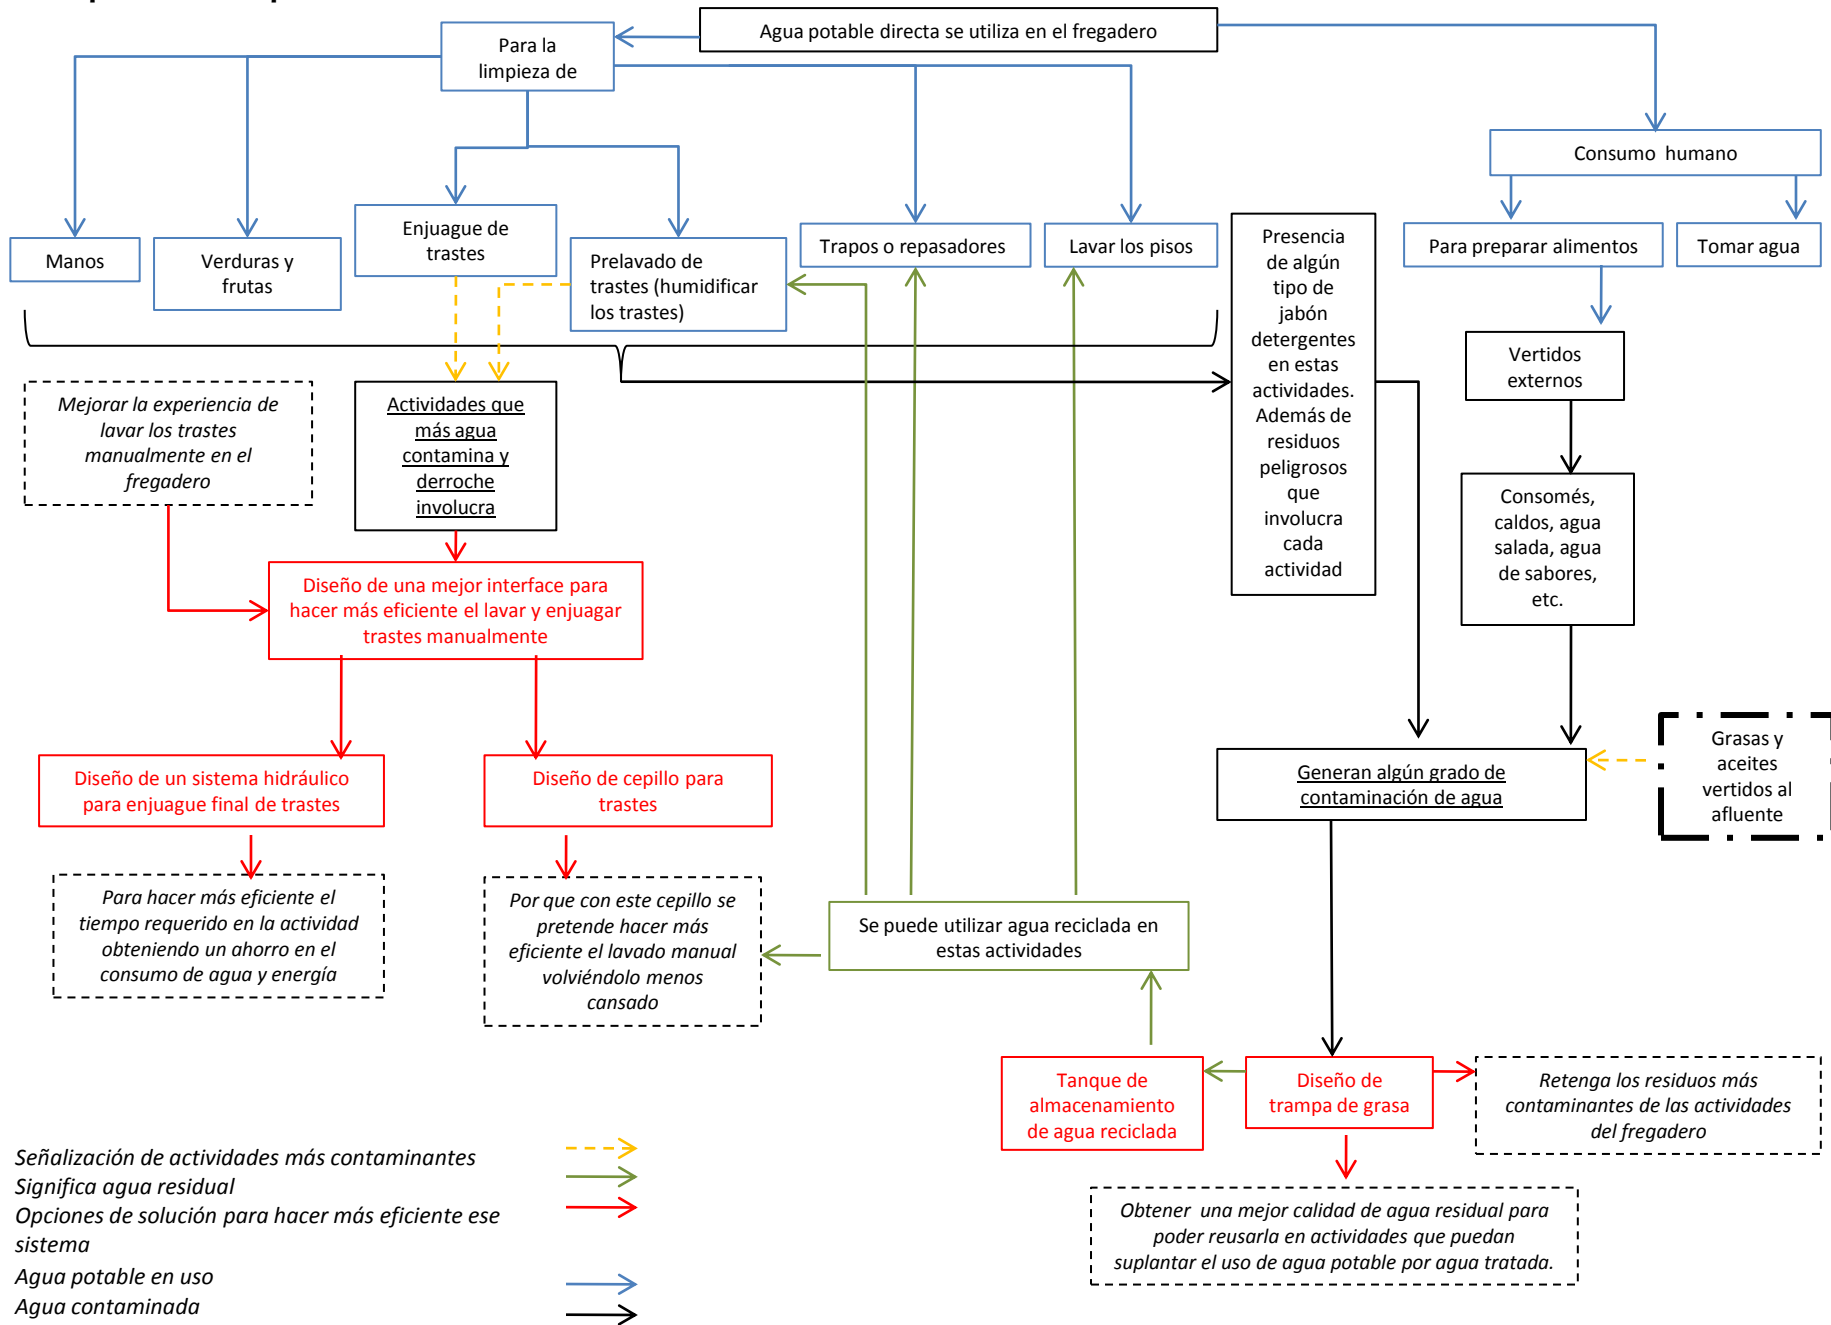 Agua potable directa se utiliza en el fregadero
Para la
limpieza de
Consumo humano
Manos
Verduras y
frutas
Enjuague de
trastes
Prelavado de
trastes (humidificar
los trastes)
Trapos o repasadores
Lavar los pisos
Presencia
de algún
tipo de
jabón
detergentes
en estas
actividades.
Además de
residuos
peligrosos
que
involucra
cada
actividad
Para preparar alimentos
Tomar agua
Vertidos
externos
Mejorar la experiencia de
lavar los trastes
manualmente en el
fregadero
Actividades que
más agua
contamina y
derroche
involucra
Consomés,
caldos, agua
salada, agua
de sabores,
etc.
Diseño de una mejor interface para
hacer más eficiente el lavar y enjuagar
trastes manualmente
Diseño de un sistema hidráulico
para enjuague final de trastes
Diseño de cepillo para
trastes
Generan algún grado de
contaminación de agua
Grasas y
aceites
vertidos al
afluente
Para hacer más eficiente el
tiempo requerido en la actividad
obteniendo un ahorro en el
consumo de agua y energía
Por que con este cepillo se
pretende hacer más
eficiente el lavado manual
volviéndolo menos
cansado
Se puede utilizar agua reciclada en
estas actividades
Tanque de
almacenamiento
de agua reciclada
Diseño de
trampa de grasa
Retenga los residuos más
contaminantes de las actividades
del fregadero
Obtener una mejor calidad de agua residual para
poder reusarla en actividades que puedan
suplantar el uso de agua potable por agua tratada.
Señalización de actividades más contaminantes
Significa agua residual
Opciones de solución para hacer más eficiente ese
sistema
Agua potable en uso
Agua contaminada